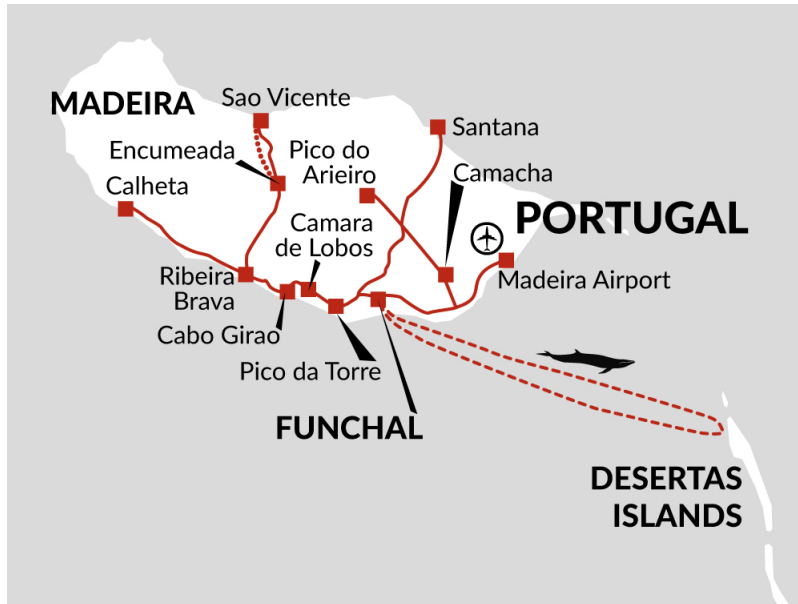 MADEIRA
Sao Vicente
Santana
Encumeada
Pico do
Arieiro
Camacha
Calheta
PORTUGAL
Camara
de Lobos
Ribeira
Brava
Madeira Airport
Cabo Girao
Pico da Torre
FUNCHAL
DESERTAS
ISLANDS